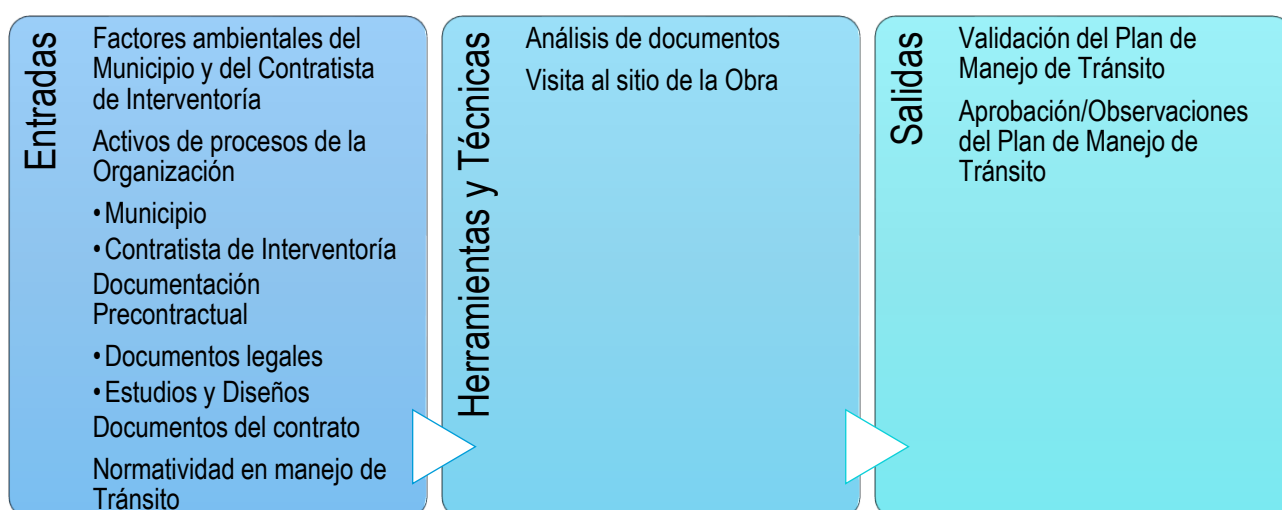 Entradas
Factores ambientales del
Municipio y del Contratista
de Interventoría
Activos de procesos de la
Organización
•Municipio
•Contratista de Interventoría
Documentación
Precontractual
•Documentos legales
•Estudios y Diseños
Documentos del contrato
Normatividad en manejo de
Tránsito
Herramientas y Técnicas
Análisis de documentos
Visita al sitio de la Obra
Salidas
Validación del Plan de
Manejo de Tránsito
Aprobación/Observaciones
del Plan de Manejo de
Tránsito